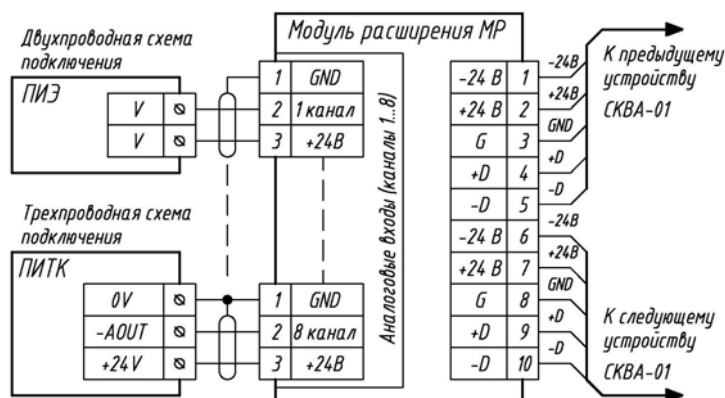 Двухпроводная схема
подключения
ПИЭ
V
V
Трехпроводная схема
подключения
ПИТК
0V
-AOUT
+24V
Модуль расширения МР
1 GND
2 1 канал
3 +24В
1 GND
2 8 канал
3 +24В
Аналоговые входы (каналы 1...8)
-24 В 1 -24В
+24 В 2 +24В
G 3 GND
+D 4 +D
-D 5 -D
-24 В 6 -24В
+24 В 7 +24В
G 8 GND
+D 9 +D
-D 10 -D
К предыдущему
устройству
СКВА-01
К следующему
устройству
СКВА-01